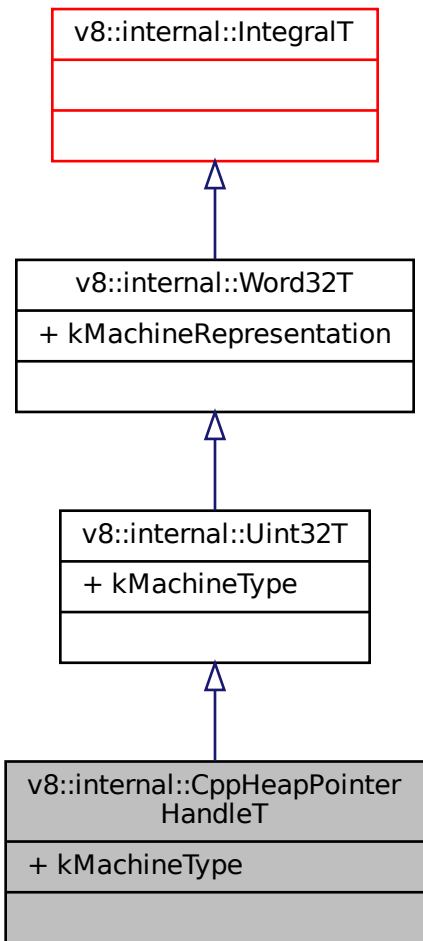 v8::internal::IntegralT
v8::internal::Word32T
+ kMachineRepresentation
v8::internal::Uint32T
+ kMachineType
v8::internal::CppHeapPointer
HandleT
+ kMachineType